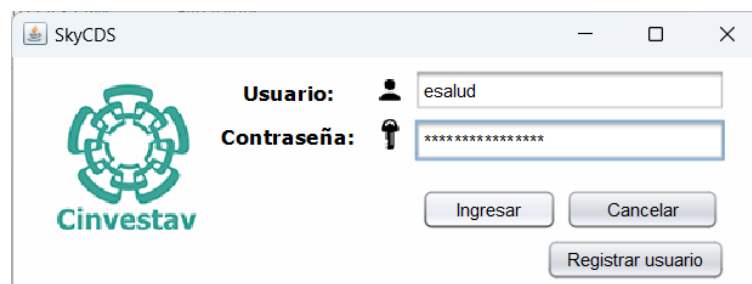 SkyCDS
Usuario:
esalud
Contraseña:
****************
Cinvestav
Ingresar
Cancelar
Registrar usuario